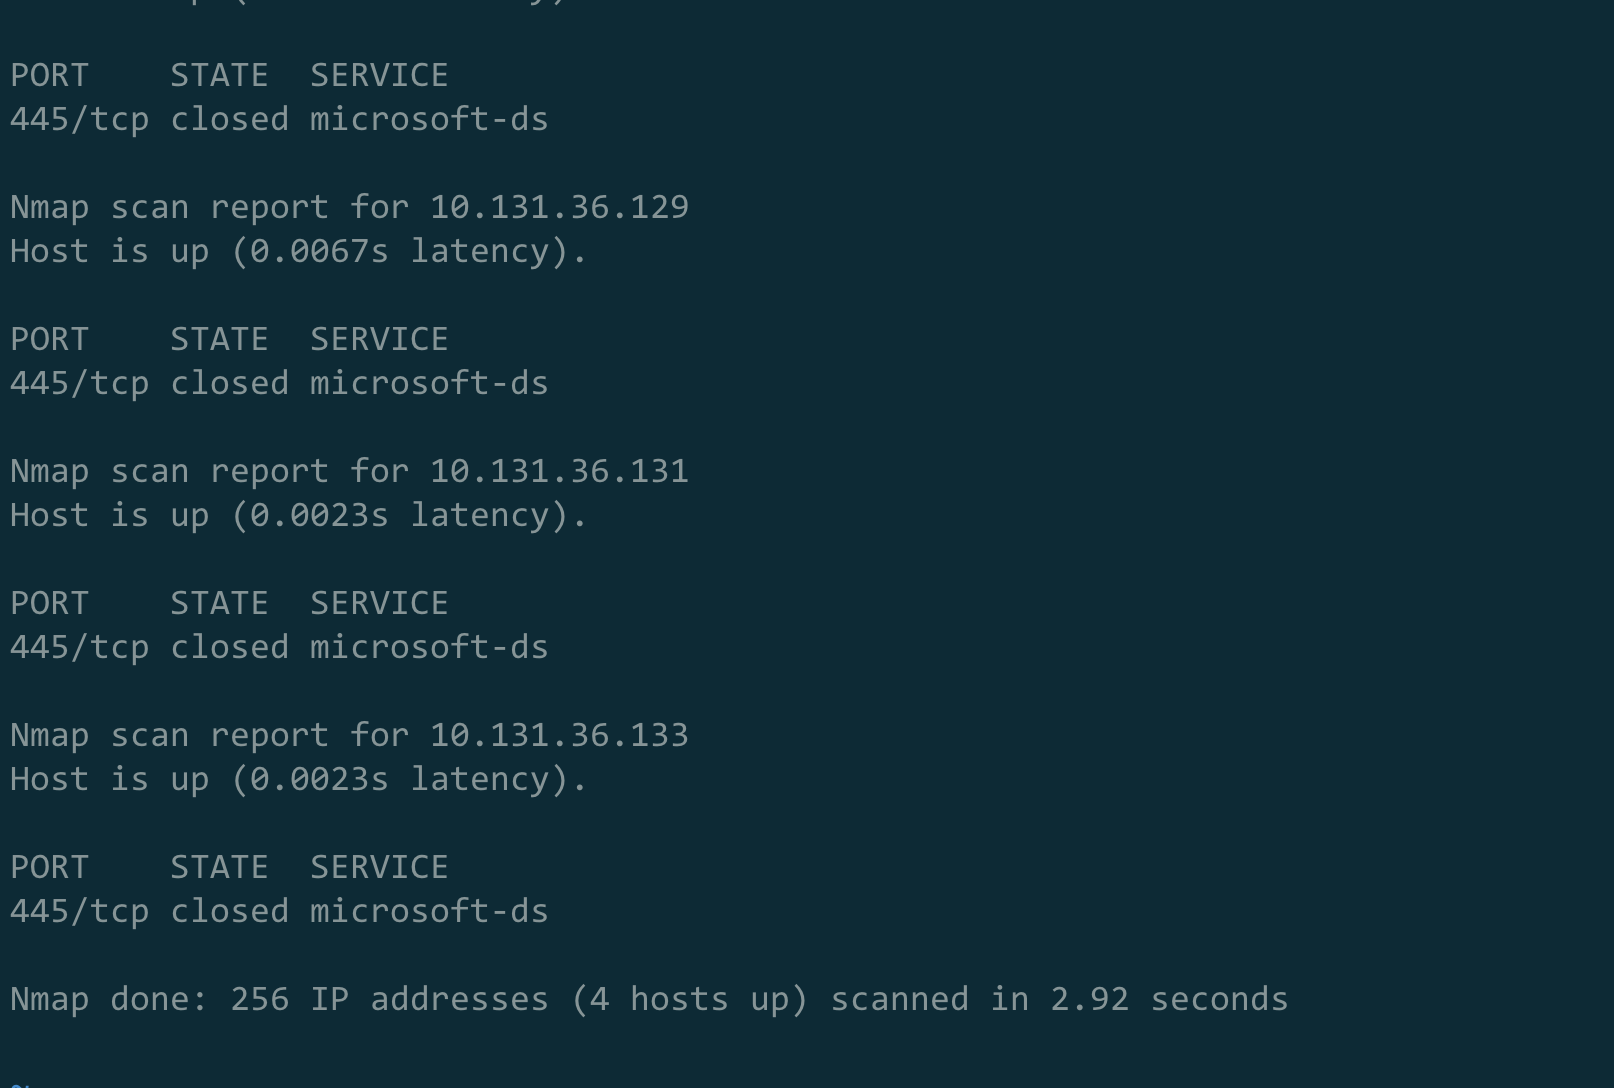 PORT    STATE  SERVICE
445/tcp closed microsoft-ds
Nmap scan report for 10.131.36.129
Host is up (0.0067s latency).
PORT    STATE  SERVICE
445/tcp closed microsoft-ds
Nmap scan report for 10.131.36.131
Host is up (0.0023s latency).
PORT    STATE  SERVICE
445/tcp closed microsoft-ds
Nmap scan report for 10.131.36.133
Host is up (0.0023s latency).
PORT    STATE  SERVICE
445/tcp closed microsoft-ds
Nmap done: 256 IP addresses (4 hosts up) scanned in 2.92 seconds